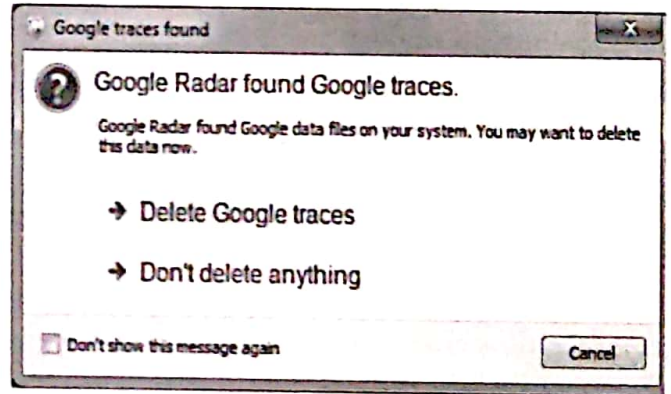 Google traces found
Google Radar found Google traces.
Google Radar found Google data files on your system. You may want to delete
this data now.
Delete Google traces
Don't delete anything
Don't show this message again
Cancel